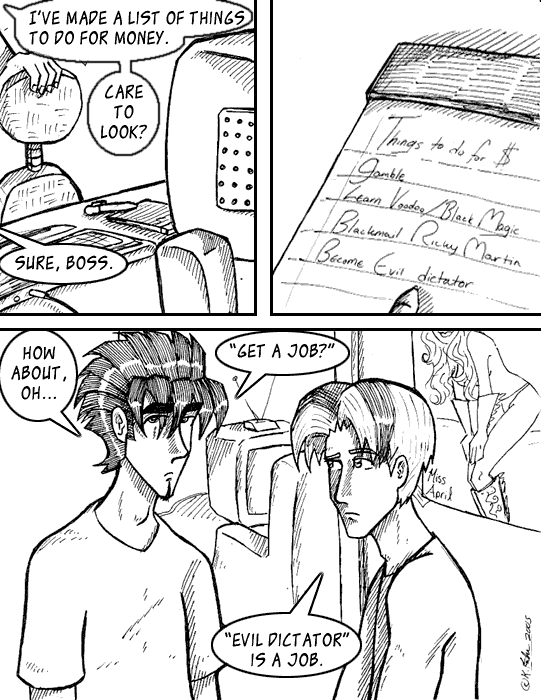 I'VE MADE A LIST OF THINGS
TO DO FOR MONEY.
CARE
TO
LOOK?
SURE, BOSS.
Things to do for $
Gamble
Learn Voodoo/Black Magic
Blackmail Ricky Martin
Become Evil dictator
HOW
ABOUT,
OH...
"GET A JOB?"
Miss
April
"EVIL DICTATOR"
IS A JOB.
2005